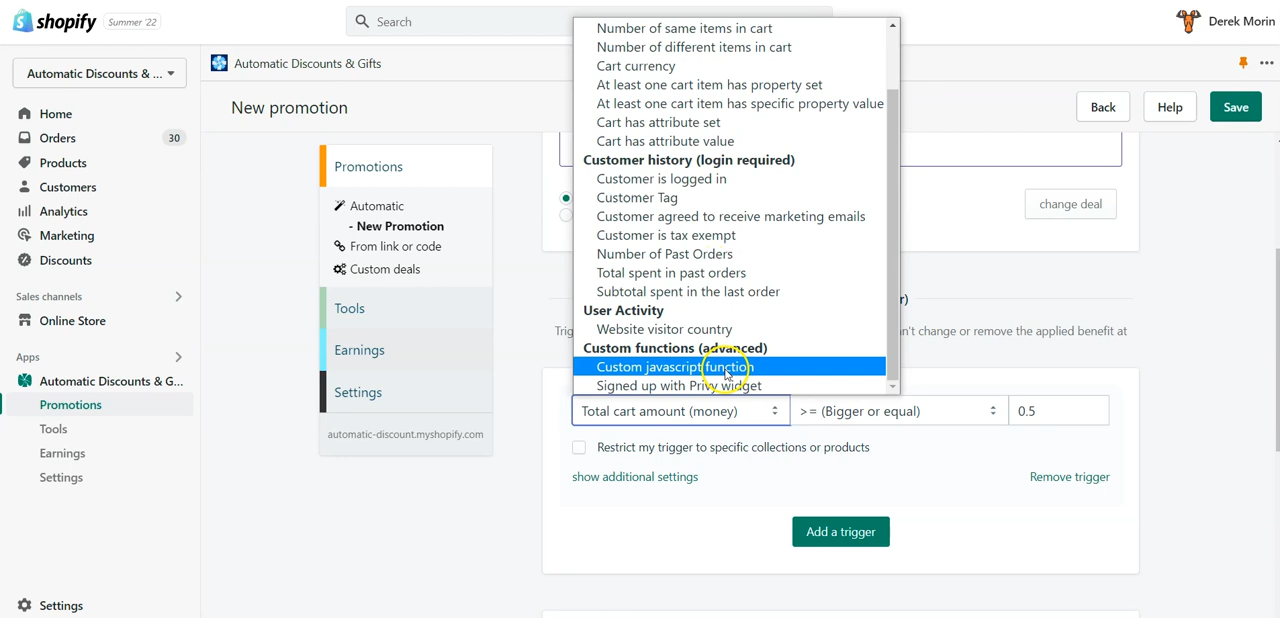 shopify
Summer '22
Search
Derek Morin
Automatic Discounts & ...
Home
Orders
30
Products
Customers
Analytics
Marketing
Discounts
Sales channels
Online Store
Apps
Automatic Discounts & G...
Promotions
Tools
Earnings
Settings
Settings
Automatic Discounts & Gifts
New promotion
Back
Help
Save
Promotions
Automatic
- New Promotion
From link or code
Custom deals
Tools
Earnings
Settings
automatic-discount.myshopify.com
change deal
Number of same items in cart
Number of different items in cart
Cart currency
At least one cart item has property set
At least one cart item has specific property value
Cart has attribute set
Cart has attribute value
Customer history (login required)
Customer is logged in
Customer Tag
Customer agreed to receive marketing emails
Customer is tax exempt
Number of Past Orders
Total spent in past orders
Subtotal spent in the last order
User Activity
Website visitor country
Custom functions (advanced)
Custom javascript function
Signed up with Privy widget
r)
Trig
n't change or remove the applied benefit at
Total cart amount (money)
>= (Bigger or equal)
0.5
Restrict my trigger to specific collections or products
show additional settings
Remove trigger
Add a trigger